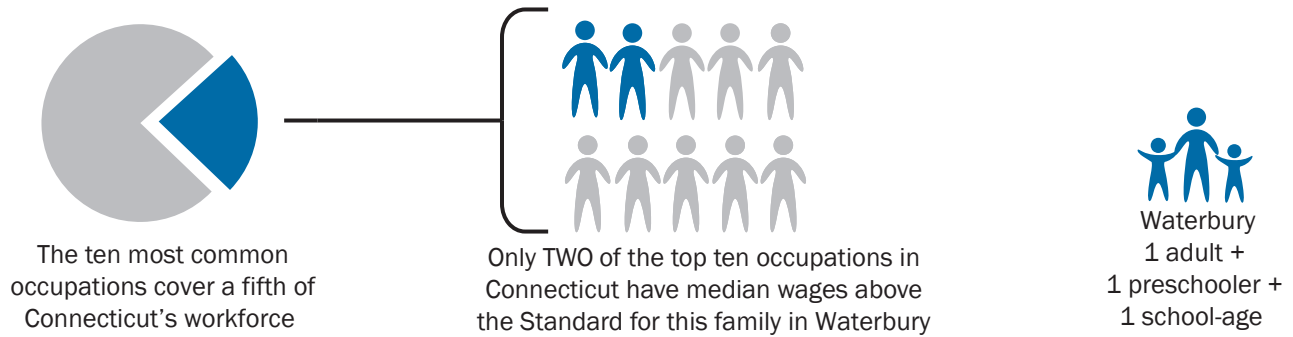 The ten most common
occupations cover a fifth of
Connecticut’s workforce
Only TWO of the top ten occupations in
Connecticut have median wages above
the Standard for this family in Waterbury
Waterbury
1 adult +
1 preschooler +
1 school-age